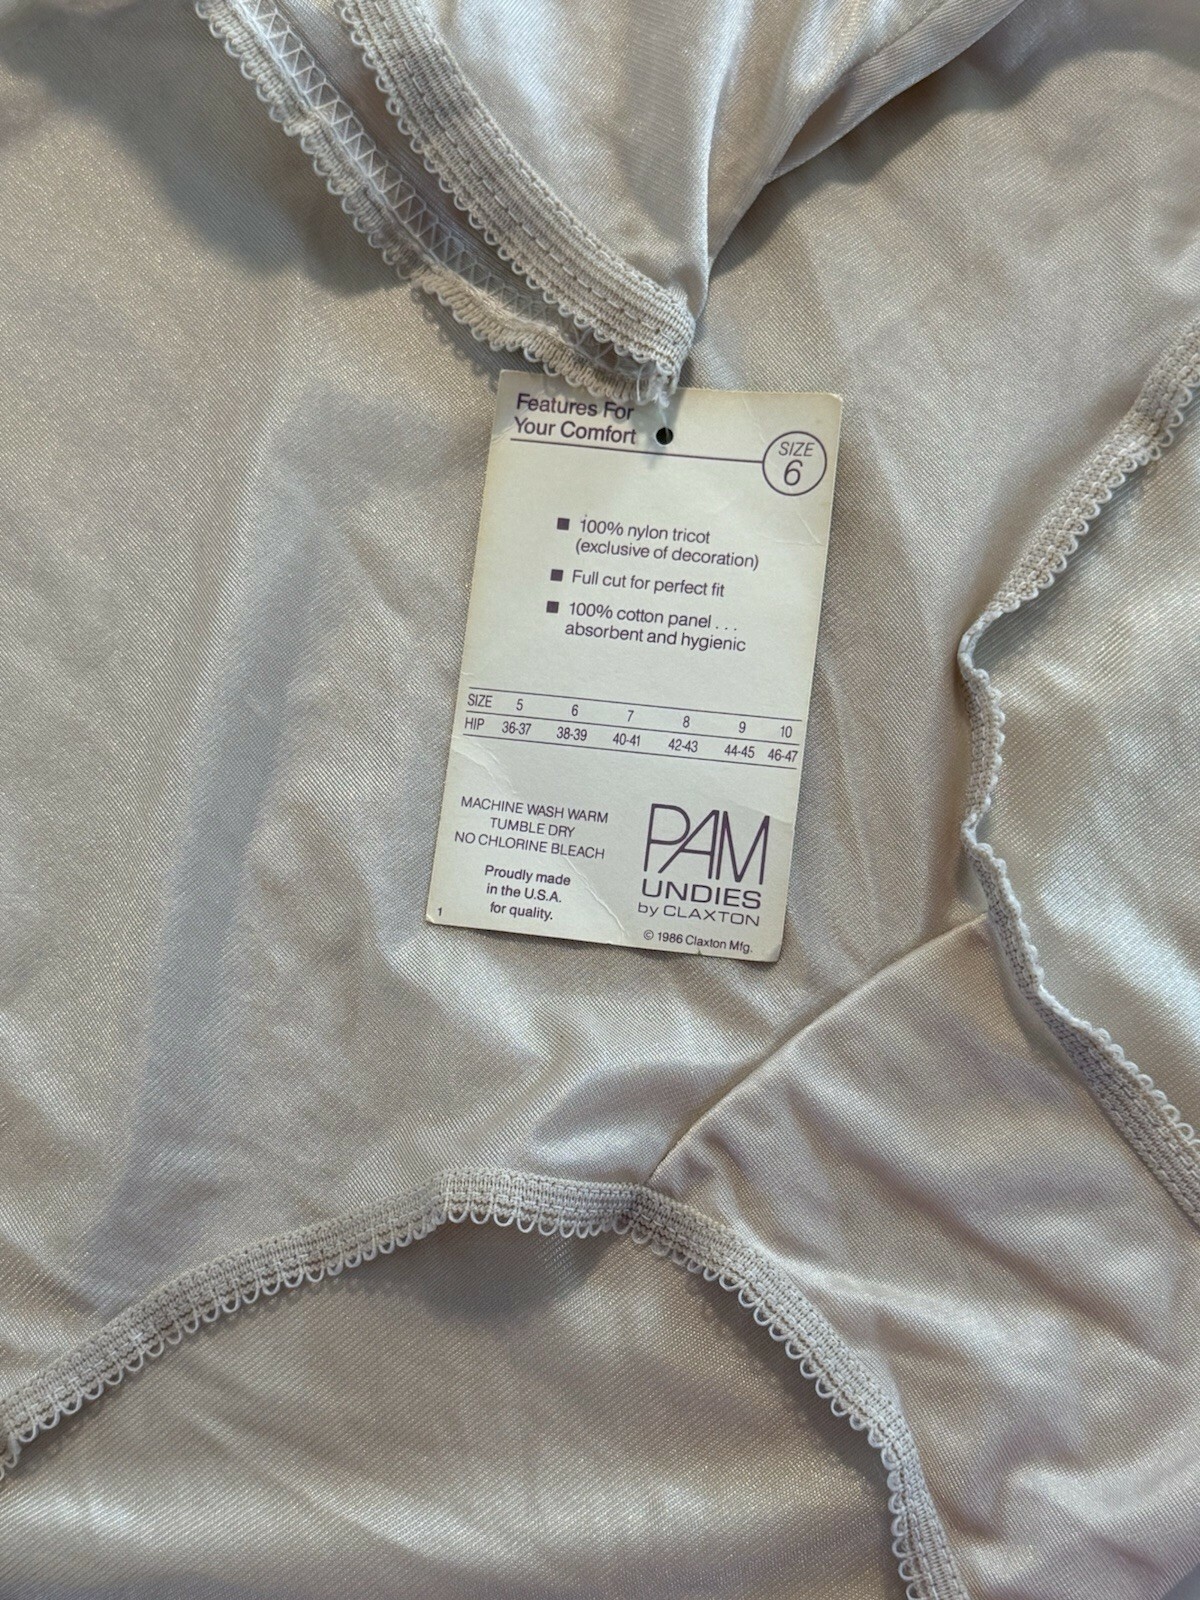 Features For
Your Comfort
SIZE
6
■ 100% nylon tricot
(exclusive of decoration)
■ Full cut for perfect fit
■ 100% cotton panel . . .
absorbent and hygienic
SIZE 5 6 7 8 9 10
HIP 36-37 38-39 40-41 42-43 44-45 46-47
MACHINE WASH WARM
TUMBLE DRY
NO CHLORINE BLEACH
Proudly made
in the U.S.A.
for quality.
1
PAM
UNDIES
by CLAXTON
© 1986 Claxton Mfg.